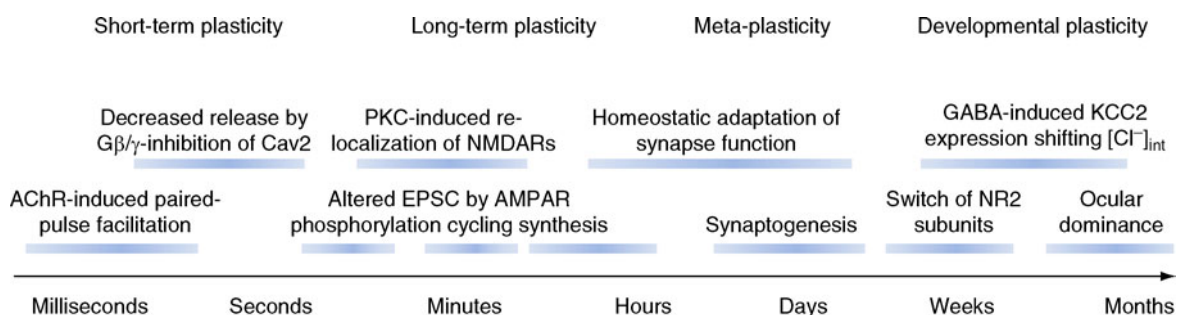 Short-term plasticity Long-term plasticity Meta-plasticity Developmental plasticity
Decreased release by
Gβ/γ-inhibition of Cav2
PKC-induced re-
localization of NMDARs
Homeostatic adaptation of
synapse function
GABA-induced KCC2
expression shifting [Cl⁻]int
AChR-induced paired-
pulse facilitation
Altered EPSC by AMPAR
phosphorylation cycling synthesis
Synaptogenesis
Switch of NR2
subunits
Ocular
dominance
Milliseconds Seconds Minutes Hours Days Weeks Months